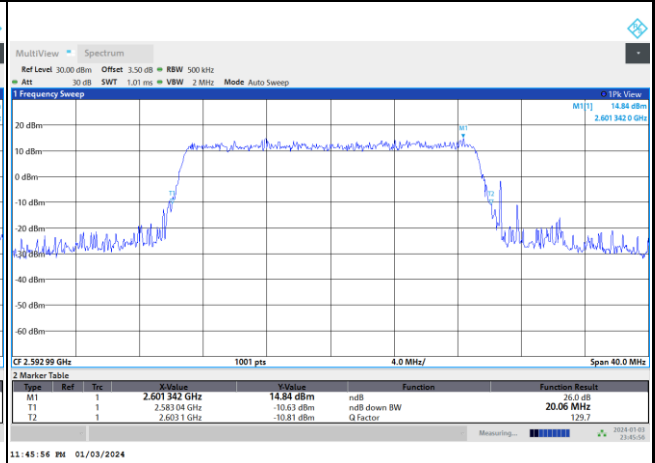 MultiView Spectrum
Ref Level 30.00 dBm Offset 3.50 dB RBW 500 kHz
Att 30 dB SWT 1.01 ms VBW 2 MHz Mode Auto Sweep
1 Frequency Sweep 1Pk View
M1[1] 14.84 dBm
2.601 342 0 GHz
M1
20 dBm
10 dBm
0 dBm
T1
T2
-10 dBm
-20 dBm
-30 dBm
-40 dBm
-50 dBm
-60 dBm
CF 2.592 99 GHz 1001 pts 4.0 MHz/ Span 40.0 MHz
2 Marker Table
Type Ref Trc X-Value Y-Value Function Function Result
M1 1 2.601 342 GHz 14.84 dBm ndB 26.0 dB
T1 1 2.583 04 GHz -10.63 dBm ndB down BW 20.06 MHz
T2 1 2.603 1 GHz -10.81 dBm Q Factor 129.7
Measuring... 2024-01-03
23:45:56
11:45:56 PM 01/03/2024